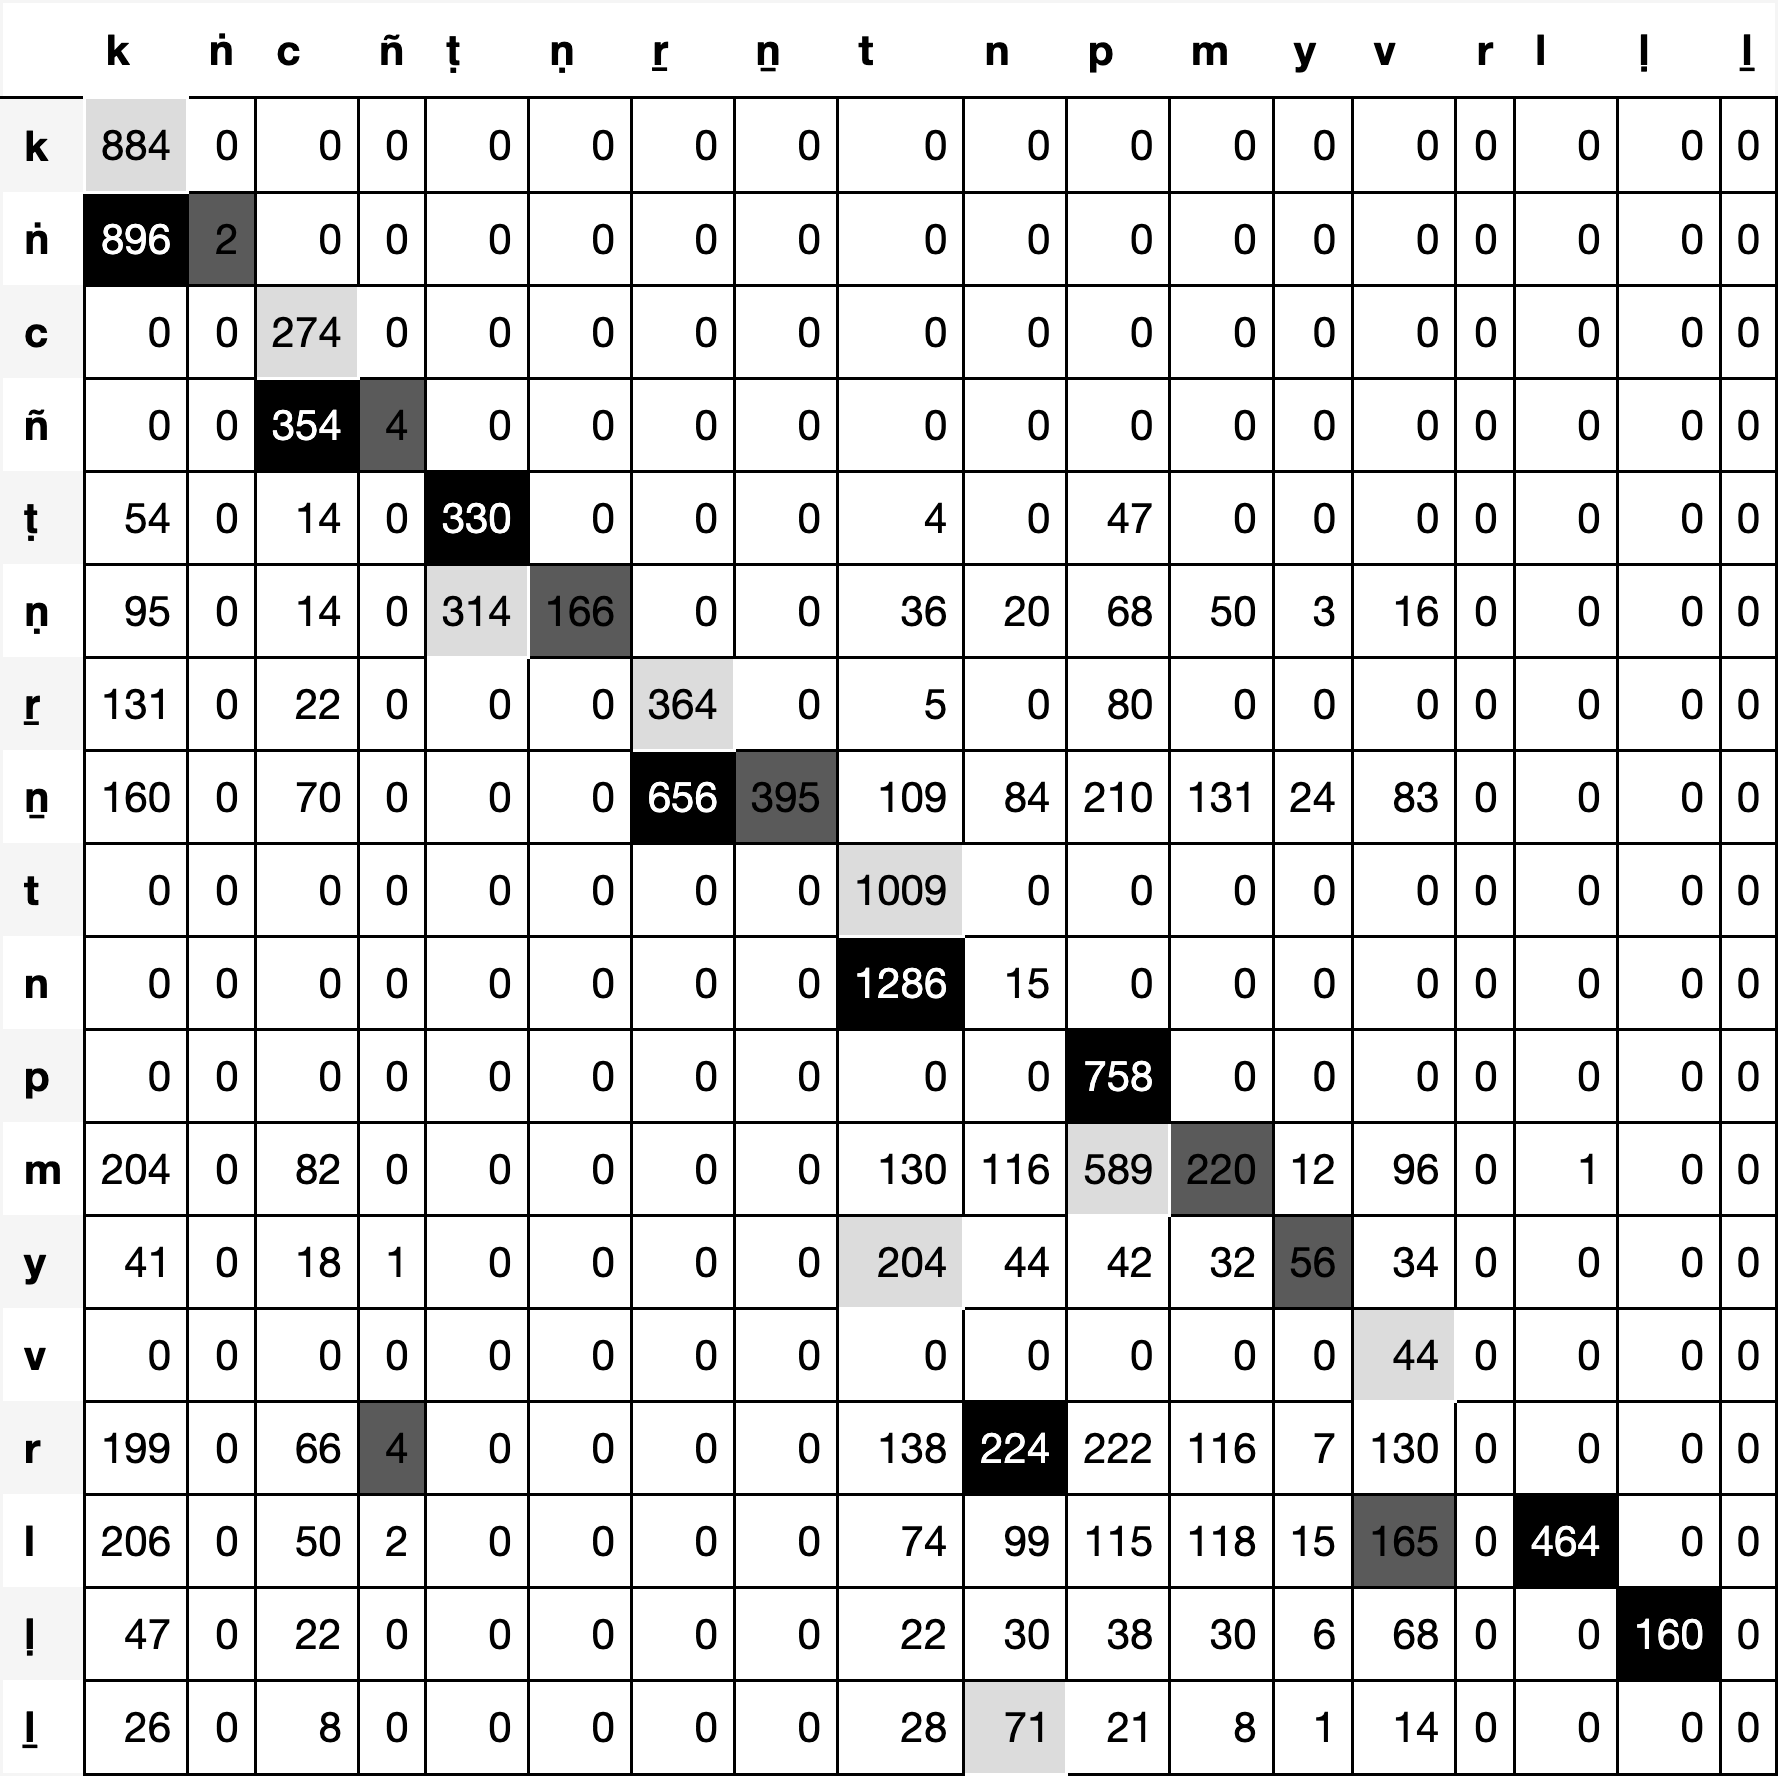 k ṅ c ñ ṭ ṇ ṟ ṉ t n p m y v r l ḷ ḻ
k 884 0 0 0 0 0 0 0 0 0 0 0 0 0 0 0 0 0
ṅ 896 2 0 0 0 0 0 0 0 0 0 0 0 0 0 0 0 0
c 0 0 274 0 0 0 0 0 0 0 0 0 0 0 0 0 0 0
ñ 0 0 354 4 0 0 0 0 0 0 0 0 0 0 0 0 0 0
ṭ 54 0 14 0 330 0 0 0 4 0 47 0 0 0 0 0 0 0
ṇ 95 0 14 0 314 166 0 0 36 20 68 50 3 16 0 0 0 0
ṟ 131 0 22 0 0 0 364 0 5 0 80 0 0 0 0 0 0 0
ṉ 160 0 70 0 0 0 656 395 109 84 210 131 24 83 0 0 0 0
t 0 0 0 0 0 0 0 0 1009 0 0 0 0 0 0 0 0 0
n 0 0 0 0 0 0 0 0 1286 15 0 0 0 0 0 0 0 0
p 0 0 0 0 0 0 0 0 0 0 758 0 0 0 0 0 0 0
m 204 0 82 0 0 0 0 0 130 116 589 220 12 96 0 1 0 0
y 41 0 18 1 0 0 0 0 204 44 42 32 56 34 0 0 0 0
v 0 0 0 0 0 0 0 0 0 0 0 0 0 44 0 0 0 0
r 199 0 66 4 0 0 0 0 138 224 222 116 7 130 0 0 0 0
l 206 0 50 2 0 0 0 0 74 99 115 118 15 165 0 464 0 0
ḷ 47 0 22 0 0 0 0 0 22 30 38 30 6 68 0 0 160 0
ḻ 26 0 8 0 0 0 0 0 28 71 21 8 1 14 0 0 0 0